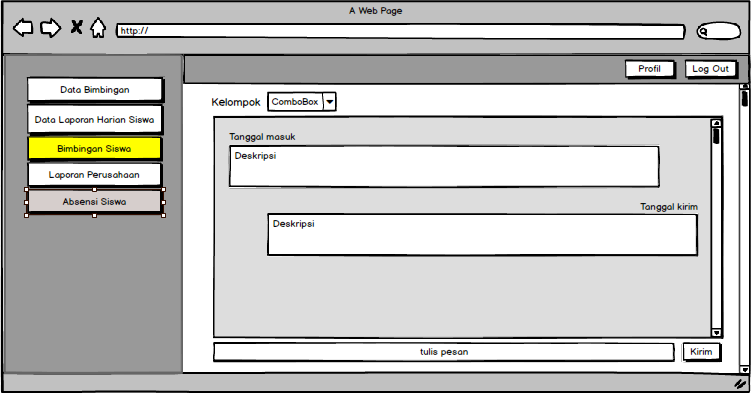 A Web Page
http://
Profil
Log Out
Data Bimbingan
Data Laporan Harian Siswa
Bimbingan Siswa
Laporan Perusahaan
Absensi Siswa
Kelompok
ComboBox
Tanggal masuk
Deskripsi
Tanggal kirim
Deskripsi
tulis pesan
Kirim